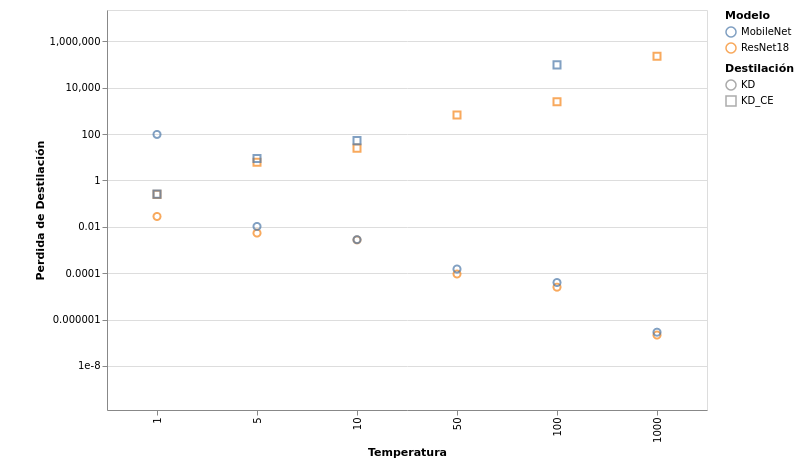 Perdida de Destilación
1,000,000
10,000
100
1
0.01
0.0001
0.000001
1e-8
1
5
10
50
100
1000
Temperatura
Modelo
MobileNet
ResNet18
Destilación
KD
KD_CE